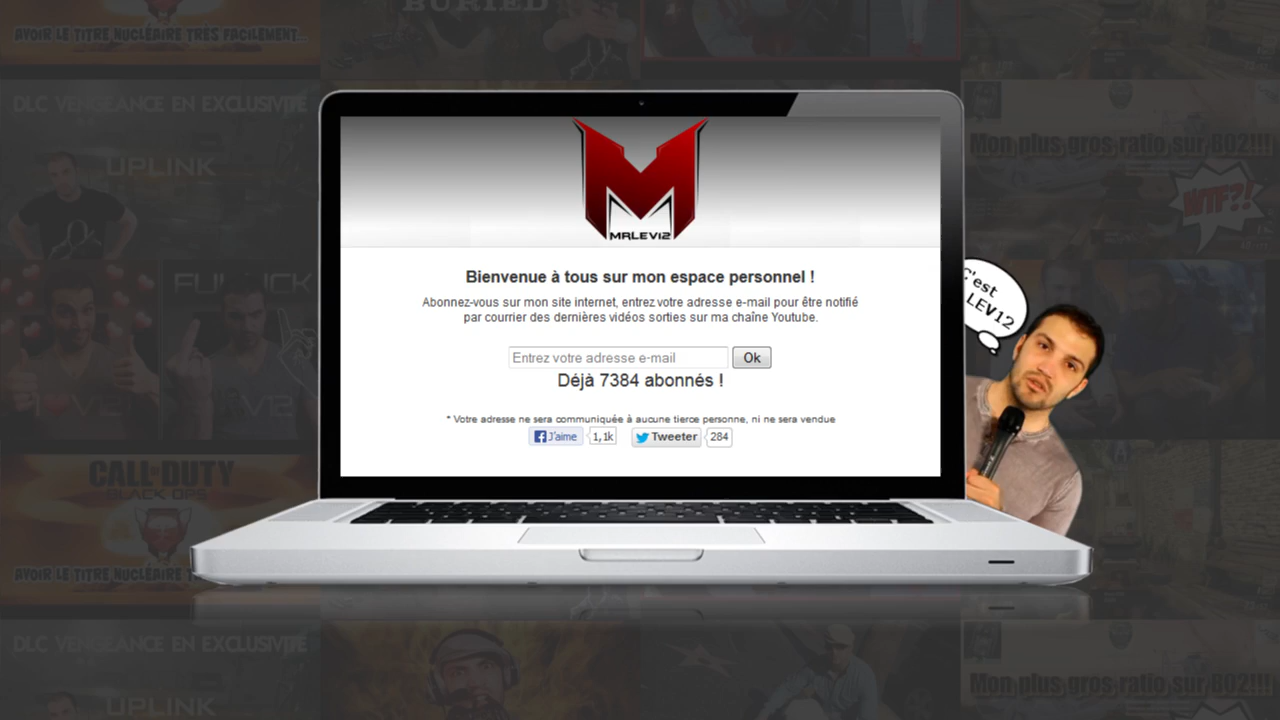 BURIED
AVOIR LE TITRE NUCLÉAIRE TRÈS FACILEMENT...
DLC VENGEANCE EN EXCLUSIVITÉ
UPLINK
Mon plus gros ratio sur BO2!!!!
WTF?!
MRLEV12
Bienvenue à tous sur mon espace personnel !
Abonnez-vous sur mon site internet, entrez votre adresse e-mail pour être notifié
par courrier des dernières vidéos sorties sur ma chaîne Youtube.
Entrez votre adresse e-mail
Ok
Déjà 7384 abonnés !
* Votre adresse ne sera communiquée à aucune tierce personne, ni ne sera vendue
J'aime
1,1k
Tweeter
284
C'est
LEV12
CALL OF DUTY
BLACK OPS
AVOIR LE TITRE NUCLÉAIRE T
DLC VENGEANCE EN EXCLUSIVITÉ
UPLINK
Mon plus gros ratio sur BO2!!!!